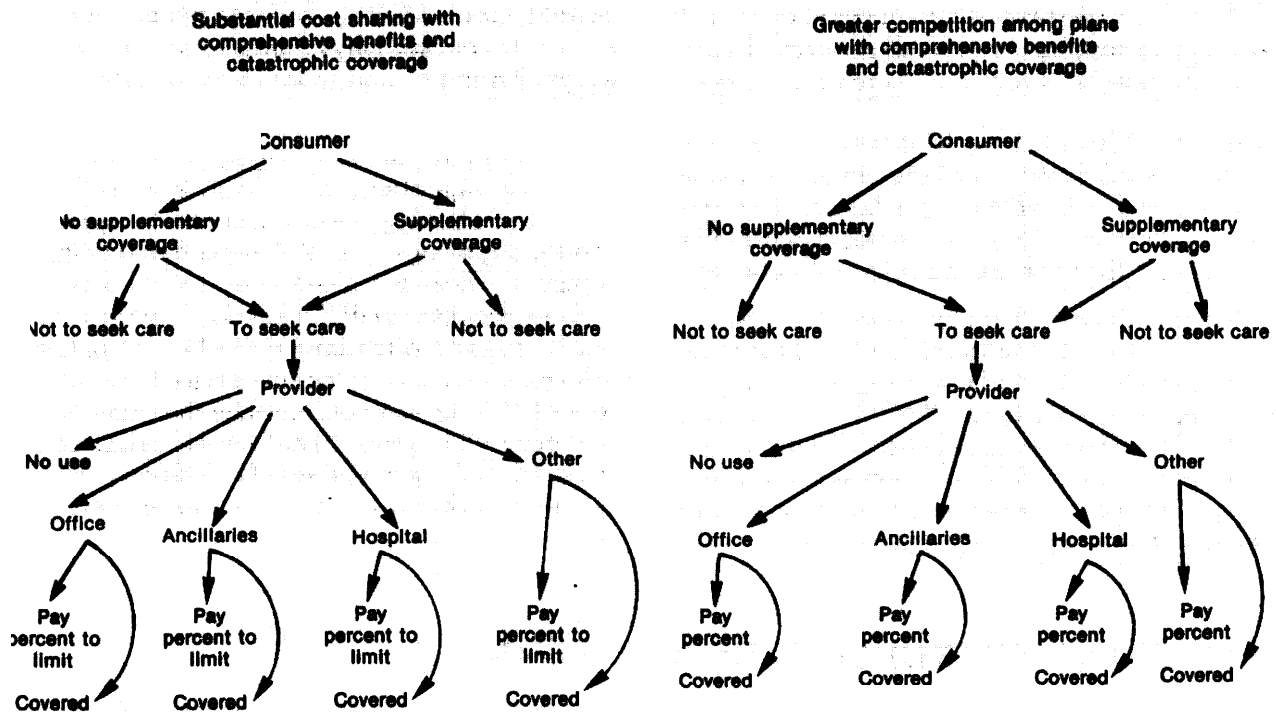 Substantial cost sharing with
comprehensive benefits and
catastrophic coverage
Consumer
No supplementary
coverage
Supplementary
coverage
Not to seek care
To seek care
Not to seek care
Provider
No use
Other
Office
Ancillaries
Hospital
Pay
percent to
limit
Pay
percent to
limit
Pay
percent to
limit
Pay
percent to
limit
Covered
Covered
Covered
Covered
Greater competition among plans
with comprehensive benefits
and catastrophic coverage
Consumer
No supplementary
coverage
Supplementary
coverage
Not to seek care
To seek care
Not to seek care
Provider
No use
Other
Office
Ancillaries
Hospital
Pay
percent
Pay
percent
Pay
percent
Pay
percent
Covered
Covered
Covered
Covered